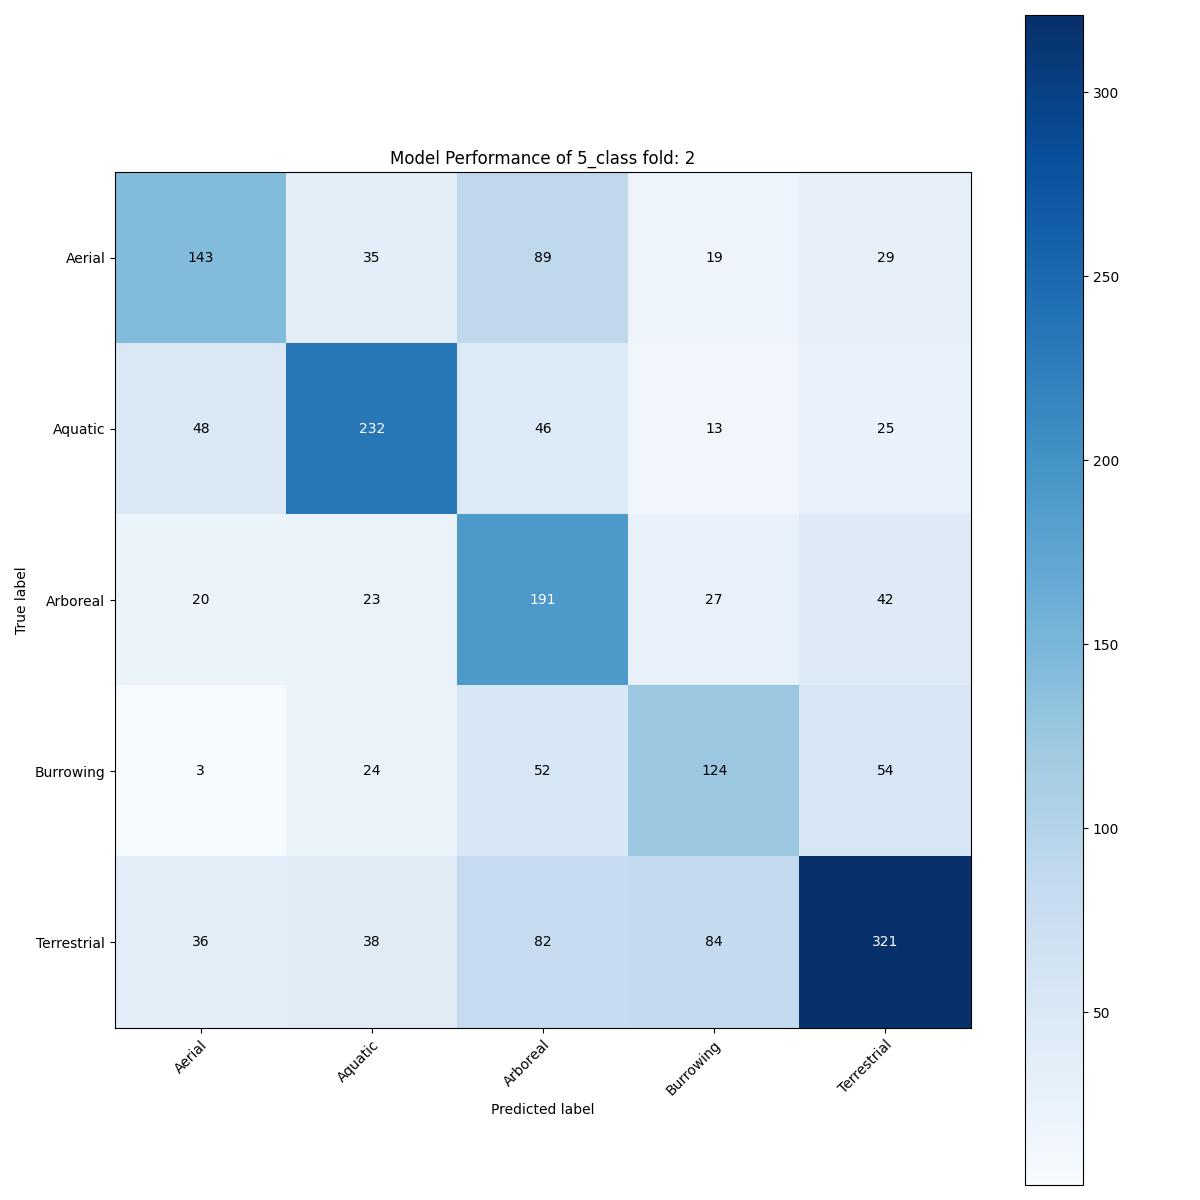 Model Performance of 5_class fold: 2
Aerial 143 35 89 19 29
Aquatic 48 232 46 13 25
Arboreal 20 23 191 27 42
Burrowing 3 24 52 124 54
Terrestrial 36 38 82 84 321
True label
Aerial Aquatic Arboreal Burrowing Terrestrial
Predicted label
300
250
200
150
100
50